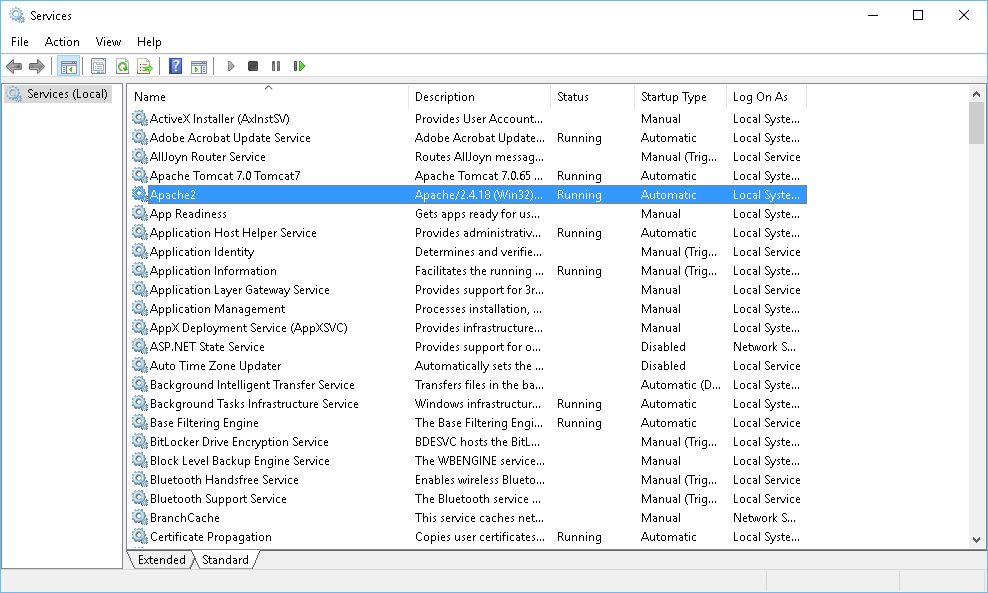 Services
File Action View Help
Services (Local)
Name Description Status Startup Type Log On As
ActiveX Installer (AxInstSV) Provides User Account... Manual Local Syste...
Adobe Acrobat Update Service Adobe Acrobat Update... Running Automatic Local Syste...
AllJoyn Router Service Routes AllJoyn messag... Manual (Trig... Local Service
Apache Tomcat 7.0 Tomcat7 Apache Tomcat 7.0.65 ... Running Automatic Local Syste...
Apache2 Apache/2.4.18 (Win32)... Running Automatic Local Syste...
App Readiness Gets apps ready for us... Manual Local Syste...
Application Host Helper Service Provides administrativ... Running Automatic Local Syste...
Application Identity Determines and verifie... Manual (Trig... Local Service
Application Information Facilitates the running ... Running Manual (Trig... Local Syste...
Application Layer Gateway Service Provides support for 3r... Manual Local Service
Application Management Processes installation, ... Manual Local Syste...
AppX Deployment Service (AppXSVC) Provides infrastructure... Manual Local Syste...
ASP.NET State Service Provides support for o... Disabled Network S...
Auto Time Zone Updater Automatically sets the ... Disabled Local Service
Background Intelligent Transfer Service Transfers files in the ba... Automatic (D... Local Syste...
Background Tasks Infrastructure Service Windows infrastructur... Running Automatic Local Syste...
Base Filtering Engine The Base Filtering Engi... Running Automatic Local Service
BitLocker Drive Encryption Service BDESVC hosts the BitL... Manual (Trig... Local Syste...
Block Level Backup Engine Service The WBENGINE service... Manual Local Syste...
Bluetooth Handsfree Service Enables wireless Blueto... Manual (Trig... Local Service
Bluetooth Support Service The Bluetooth service ... Manual (Trig... Local Service
BranchCache This service caches net... Manual Network S...
Certificate Propagation Copies user certificates... Running Automatic Local Syste...
Extended Standard